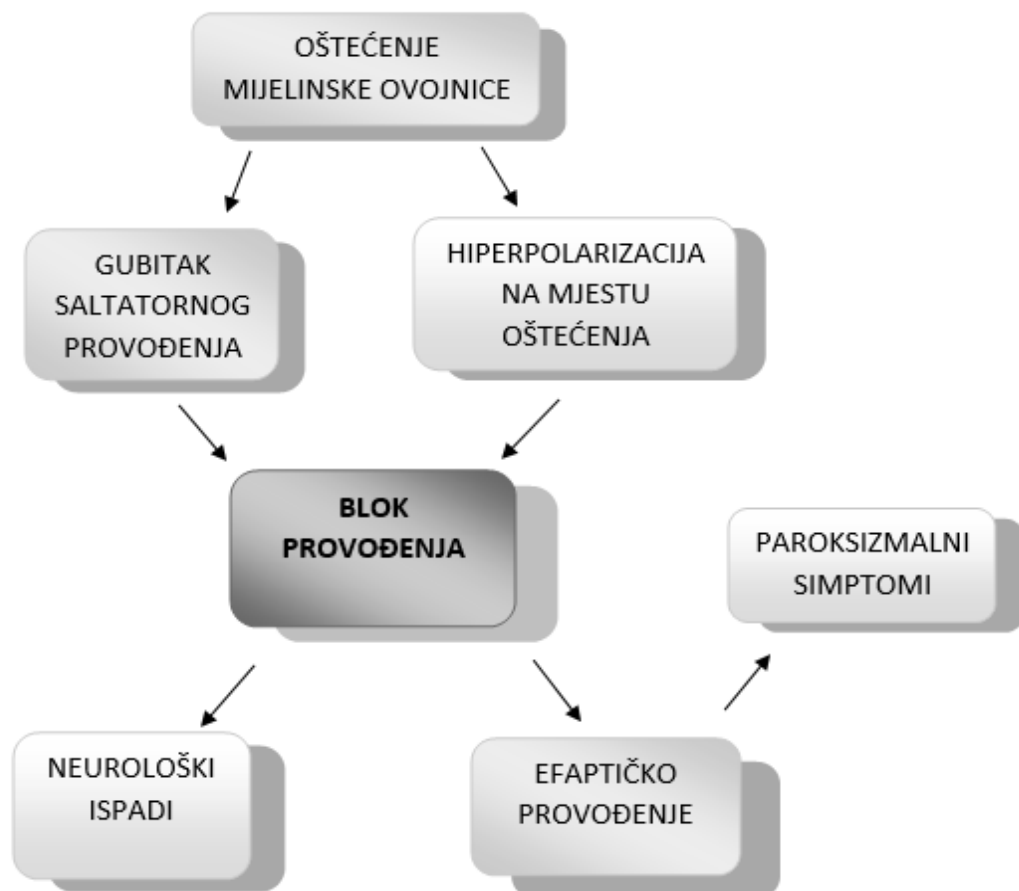 OŠTEĆENJE
MIJELINSKE OVOJNICE
GUBITAK
SALTATORNOG
PROVOĐENJA
HIPERPOLARIZACIJA
NA MJESTU
OŠTEĆENJA
BLOK
PROVOĐENJA
PAROKSIZMALNI
SIMPTOMI
NEUROLOŠKI
ISPADI
EFAPTIČKO
PROVOĐENJE